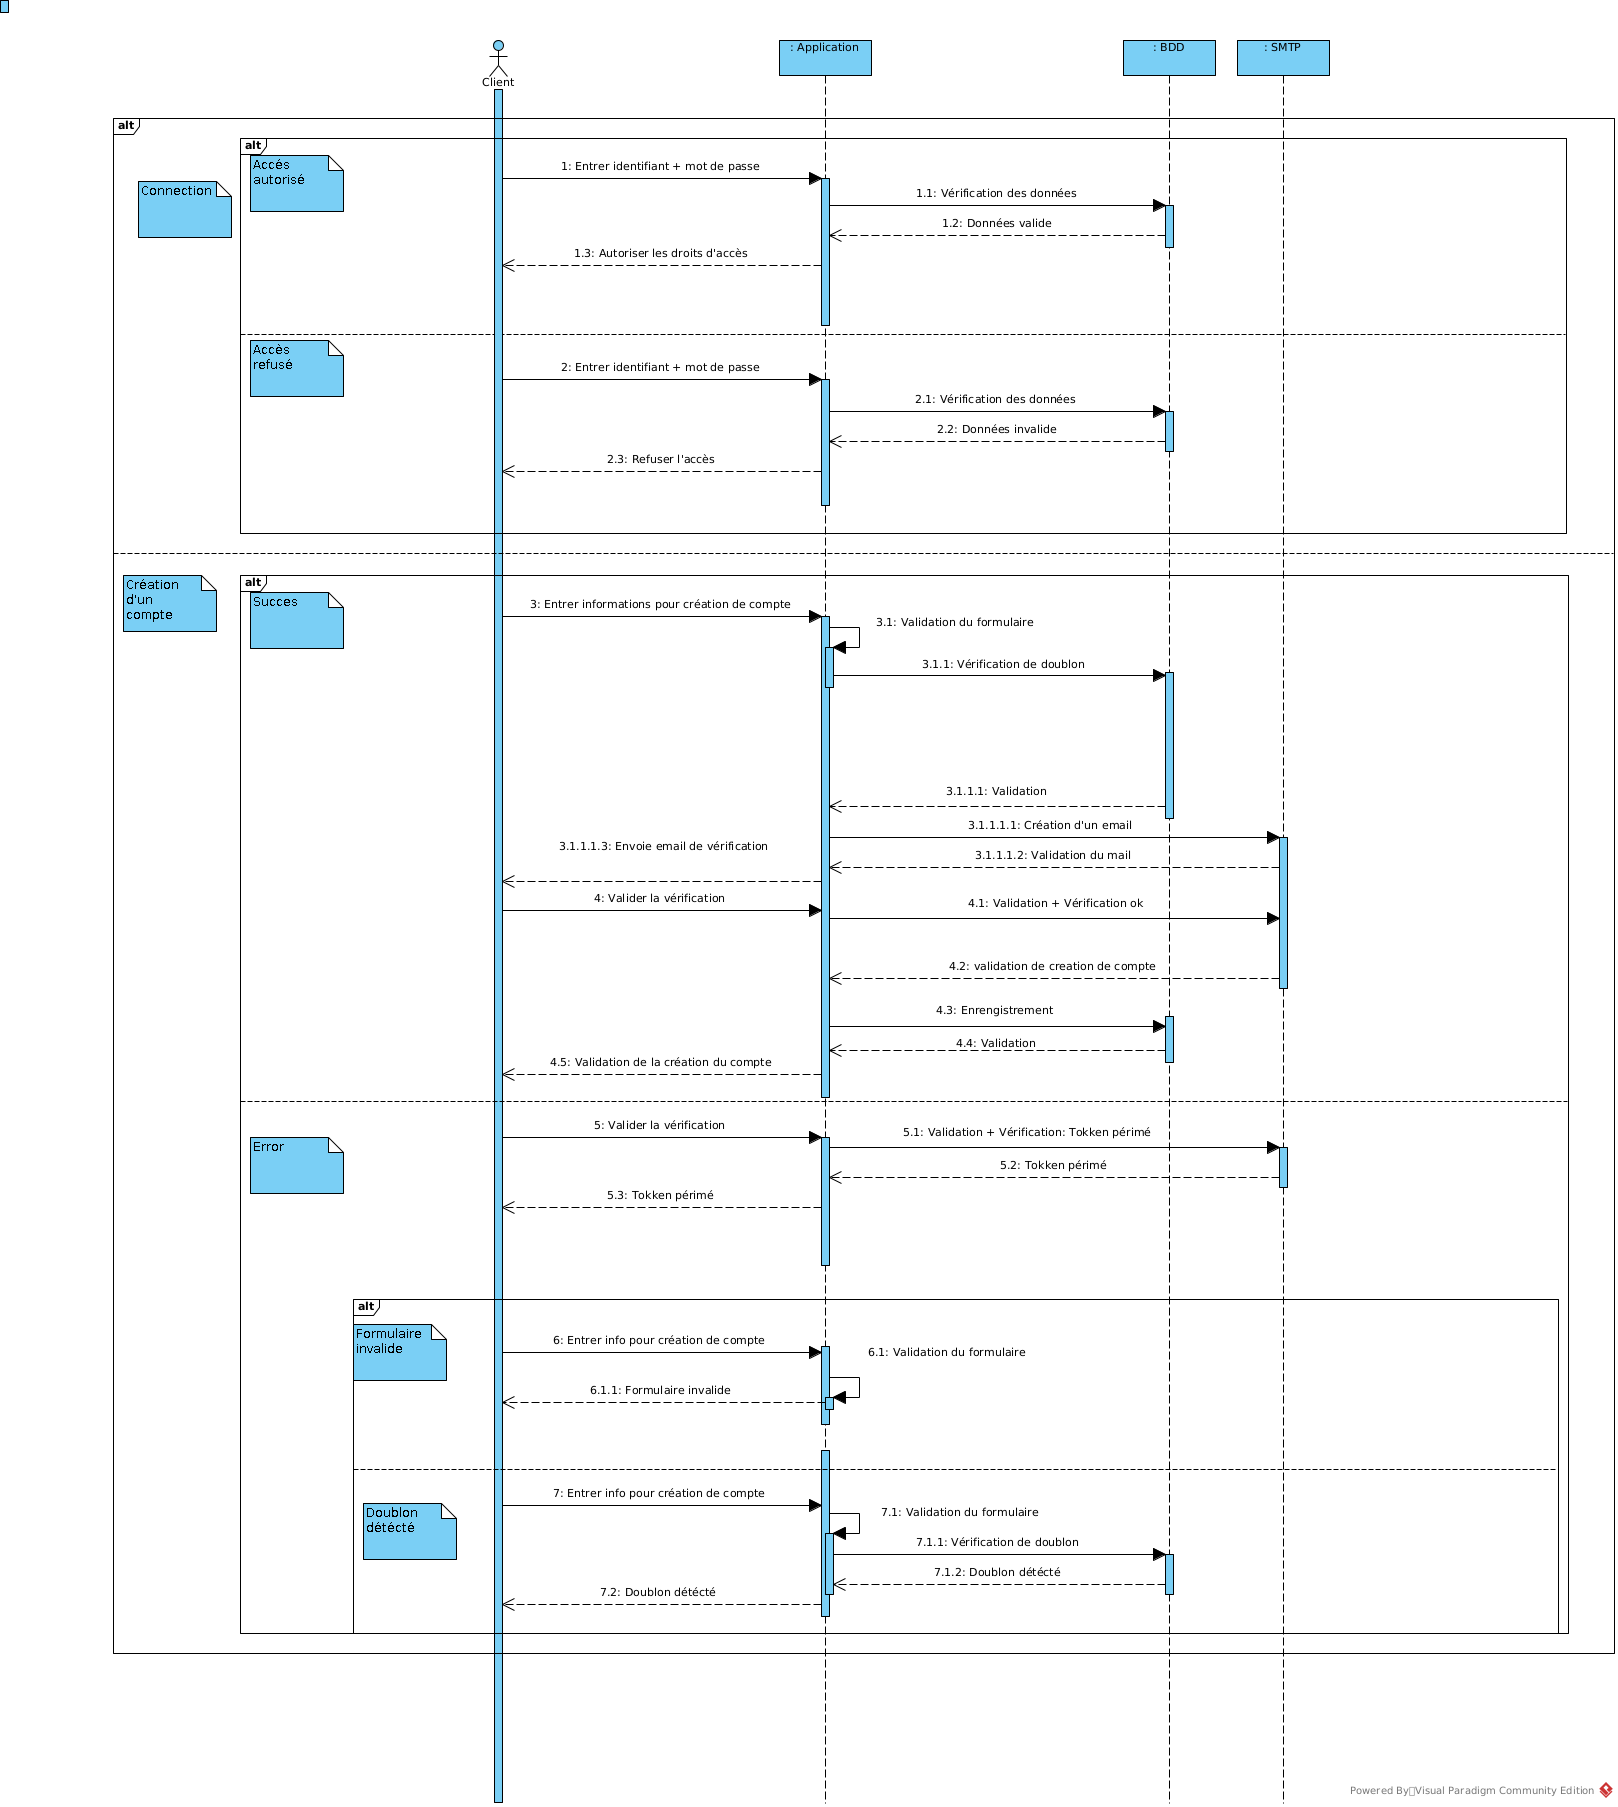 Client
: Application
: BDD
: SMTP
alt
alt
Accés
autorisé
Connection
1: Entrer identifiant + mot de passe
1.1: Vérification des données
1.2: Données valide
1.3: Autoriser les droits d'accès
Accès
refusé
2: Entrer identifiant + mot de passe
2.1: Vérification des données
2.2: Données invalide
2.3: Refuser l'accès
Création
d'un
compte
alt
Succes
3: Entrer informations pour création de compte
3.1: Validation du formulaire
3.1.1: Vérification de doublon
3.1.1.1: Validation
3.1.1.1.1: Création d'un email
3.1.1.1.3: Envoie email de vérification
3.1.1.1.2: Validation du mail
4: Valider la vérification
4.1: Validation + Vérification ok
4.2: validation de creation de compte
4.3: Enrengistrement
4.4: Validation
4.5: Validation de la création du compte
Error
5: Valider la vérification
5.1: Validation + Vérification: Tokken périmé
5.2: Tokken périmé
5.3: Tokken périmé
alt
Formulaire
invalide
6: Entrer info pour création de compte
6.1: Validation du formulaire
6.1.1: Formulaire invalide
Doublon
détécté
7: Entrer info pour création de compte
7.1: Validation du formulaire
7.1.1: Vérification de doublon
7.1.2: Doublon détécté
7.2: Doublon détécté
Powered By Visual Paradigm Community Edition